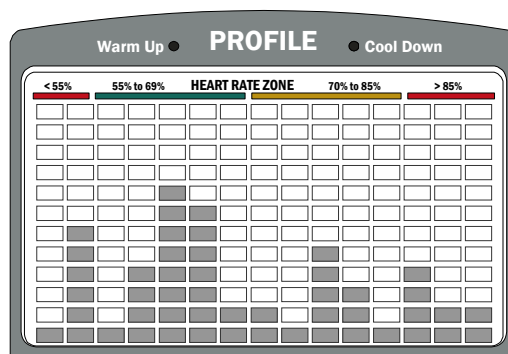 Warm Up PROFILE Cool Down
< 55% 55% to 69% HEART RATE ZONE 70% to 85% > 85%